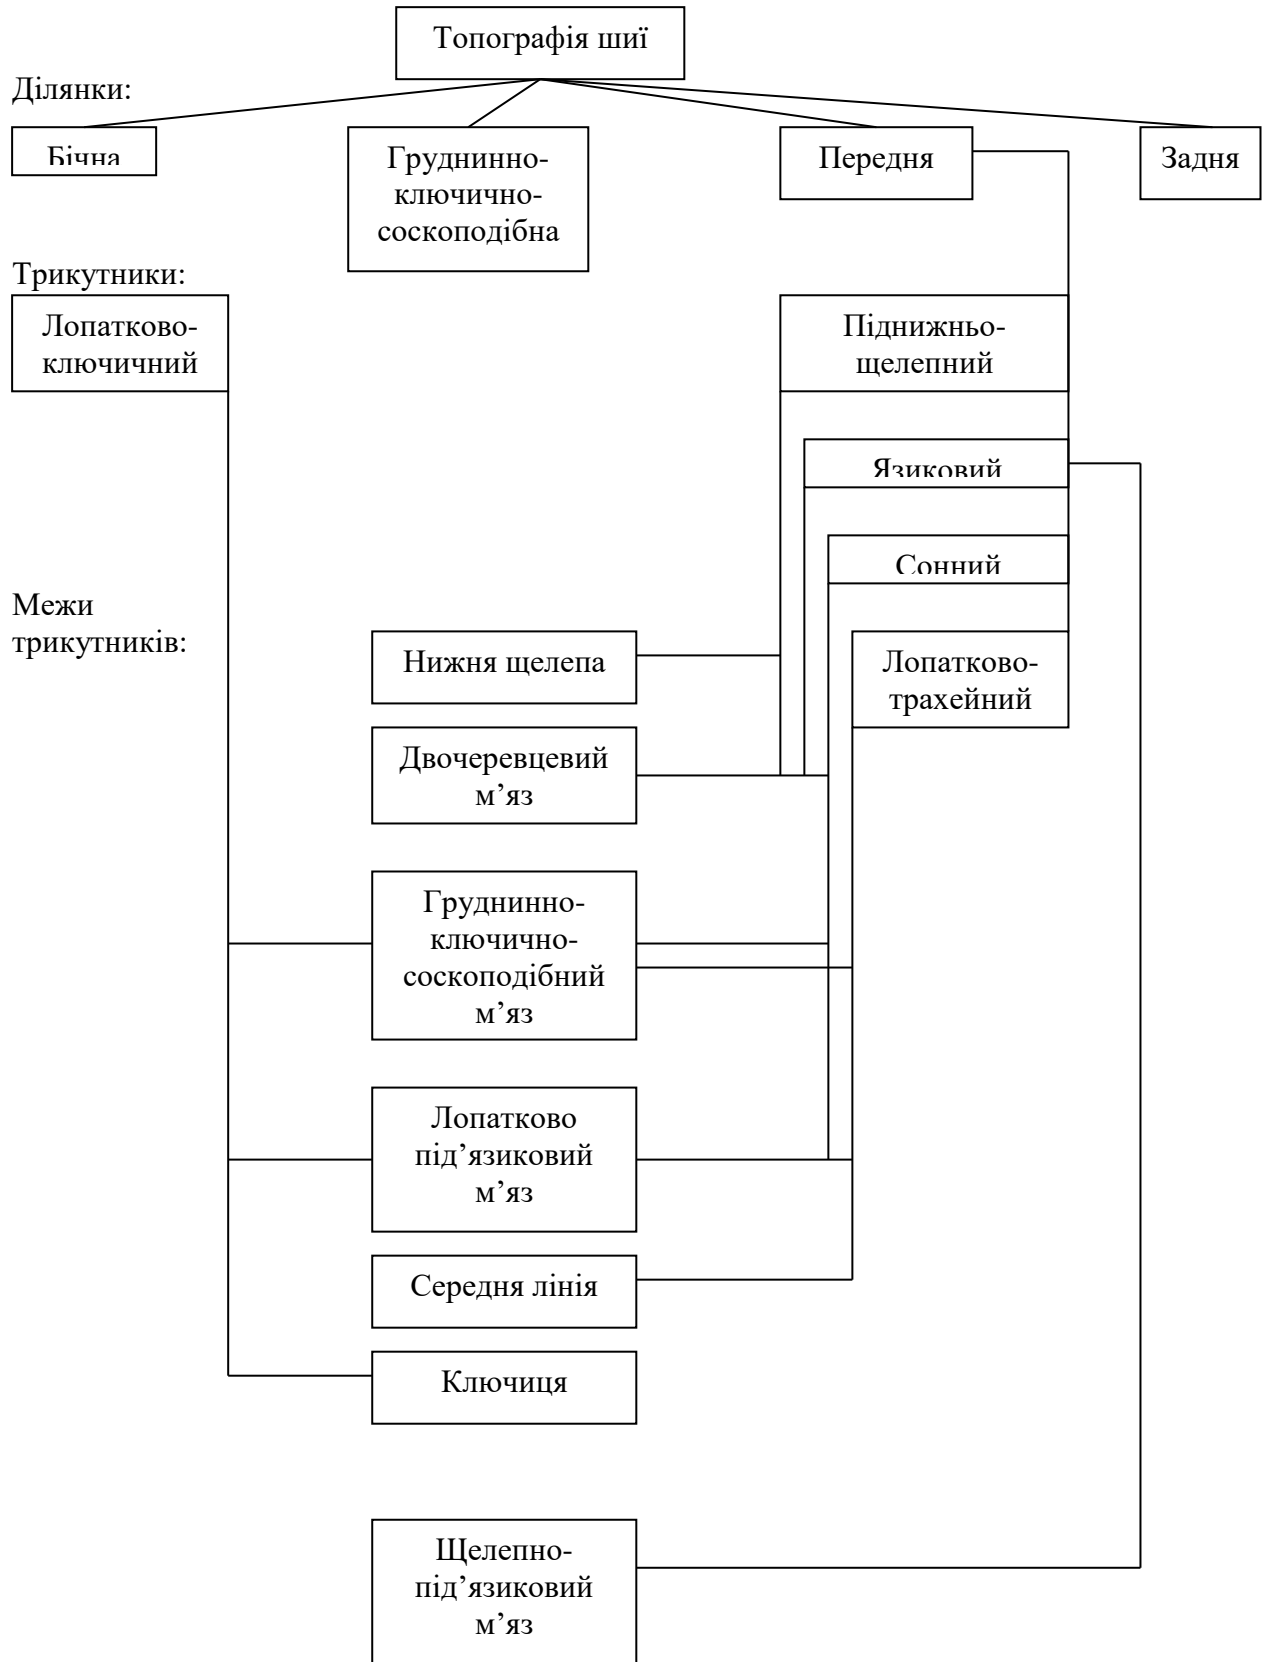 Топографія шиї
Ділянки:
Бічна
Груднинно-
ключично-
соскоподібна
Передня
Задня
Трикутники:
Лопатково-
ключичний
Піднижньо-
щелепний
Язиковий
Сонний
Межи
трикутників:
Нижня щелепа
Лопатково-
трахейний
Двочеревцевий
м’яз
Груднинно-
ключично-
соскоподібний
м’яз
Лопатково
під’язиковий
м’яз
Середня лінія
Ключиця
Щелепно-
під’язиковий
м’яз